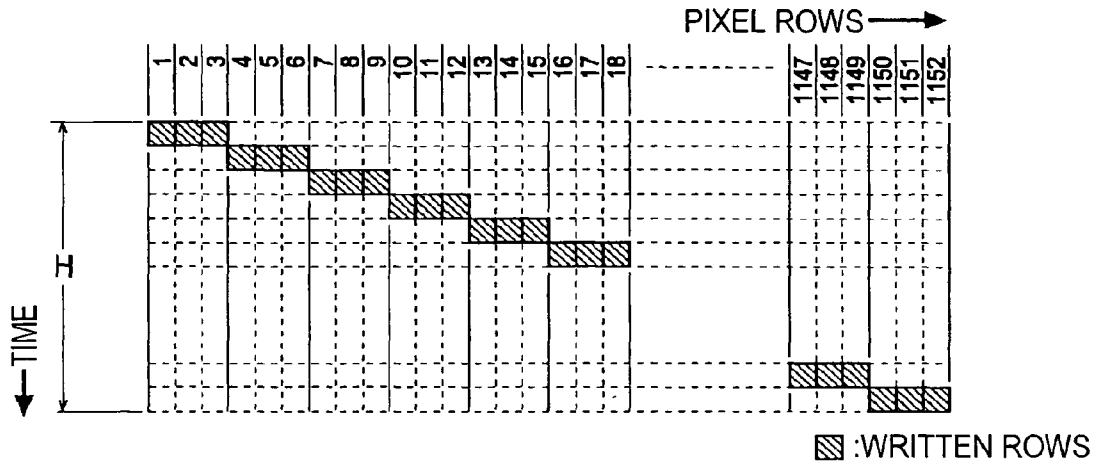 PIXEL ROWS
1 2 3 4 5 6 7 8 9 10 11 12 13 14 15 16 17 18 1147 1148 1149 1150 1151 1152
H
TIME
:WRITTEN ROWS